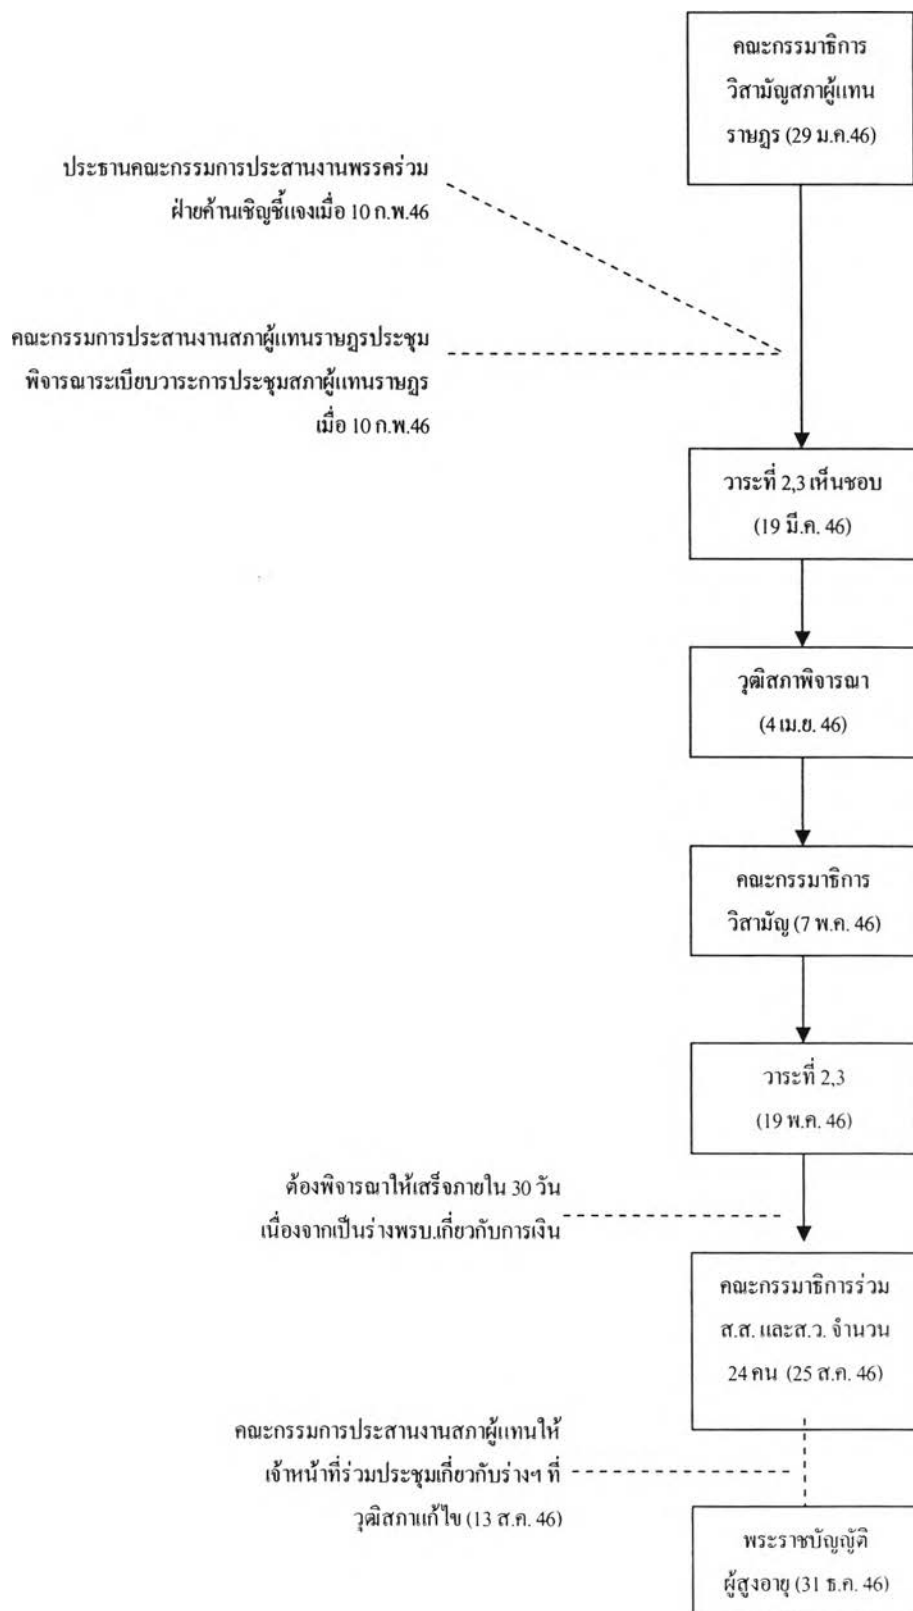 คณะกรรมาธิการ
วิสามัญสภาผู้แทน
ราษฎร (29 ม.ค.46)
ประธานคณะกรรมการประสานงานพรรคร่วม
ฝ่ายค้านเชิญชี้แจงเมื่อ 10 ก.พ.46
คณะกรรมการประสานงานสภาผู้แทนราษฎรประชุม
พิจารณาระเบียบวาระการประชุมสภาผู้แทนราษฎร
เมื่อ 10 ก.พ.46
วาระที่ 2,3 เห็นชอบ
(19 มี.ค. 46)
วุฒิสภาพิจารณา
(4 เม.ย. 46)
คณะกรรมาธิการ
วิสามัญ (7 พ.ค. 46)
วาระที่ 2,3
(19 พ.ค. 46)
ต้องพิจารณาให้เสร็จภายใน 30 วัน
เนื่องจากเป็นร่างพรบ.เกี่ยวกับการเงิน
คณะกรรมาธิการร่วม
ส.ส. และส.ว. จำนวน
24 คน (25 ส.ค. 46)
คณะกรรมการประสานงานสภาผู้แทนให้
เจ้าหน้าที่ร่วมประชุมเกี่ยวกับร่างฯ ที่
วุฒิสภาแก้ไข (13 ส.ค. 46)
พระราชบัญญัติ
ผู้สูงอายุ (31 ธ.ค. 46)